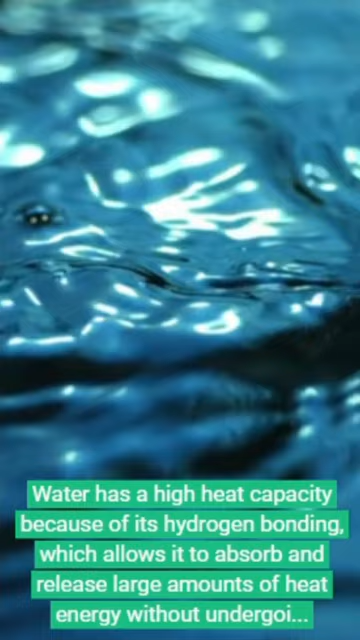 Water has a high heat capacity
because of its hydrogen bonding,
which allows it to absorb and
release large amounts of heat
energy without undergoi...